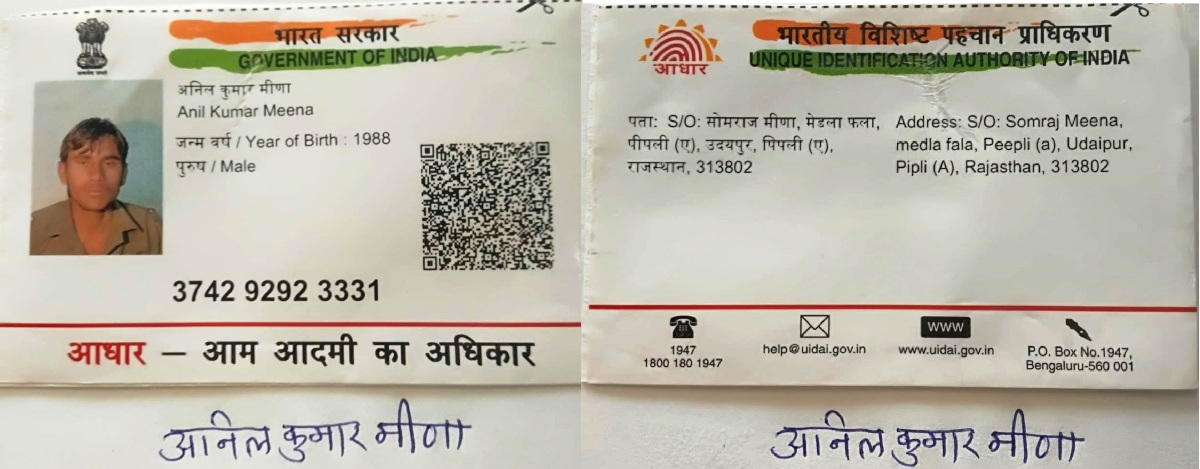 भारत सरकार
GOVERNMENT OF INDIA
अनिल कुमार मीणा
Anil Kumar Meena
जन्म वर्ष / Year of Birth : 1988
पुरुष / Male
3742 9292 3331
आधार – आम आदमी का अधिकार
अनिल कुमार मीणा
भारतीय विशिष्ट पहचान प्राधिकरण
UNIQUE IDENTIFICATION AUTHORITY OF INDIA
आधार
पता: S/O: सोमराज मीणा, मेडला फला,
पीपली (ए), उदयपुर, पिपली (ए),
राजस्थान, 313802
Address: S/O: Somraj Meena,
medla fala, Peepli (a), Udaipur,
Pipli (A), Rajasthan, 313802
1947
1800 180 1947
help@uidai.gov.in
www
www.uidai.gov.in
P.O. Box No.1947,
Bengaluru-560 001
अनिल कुमार मीणा